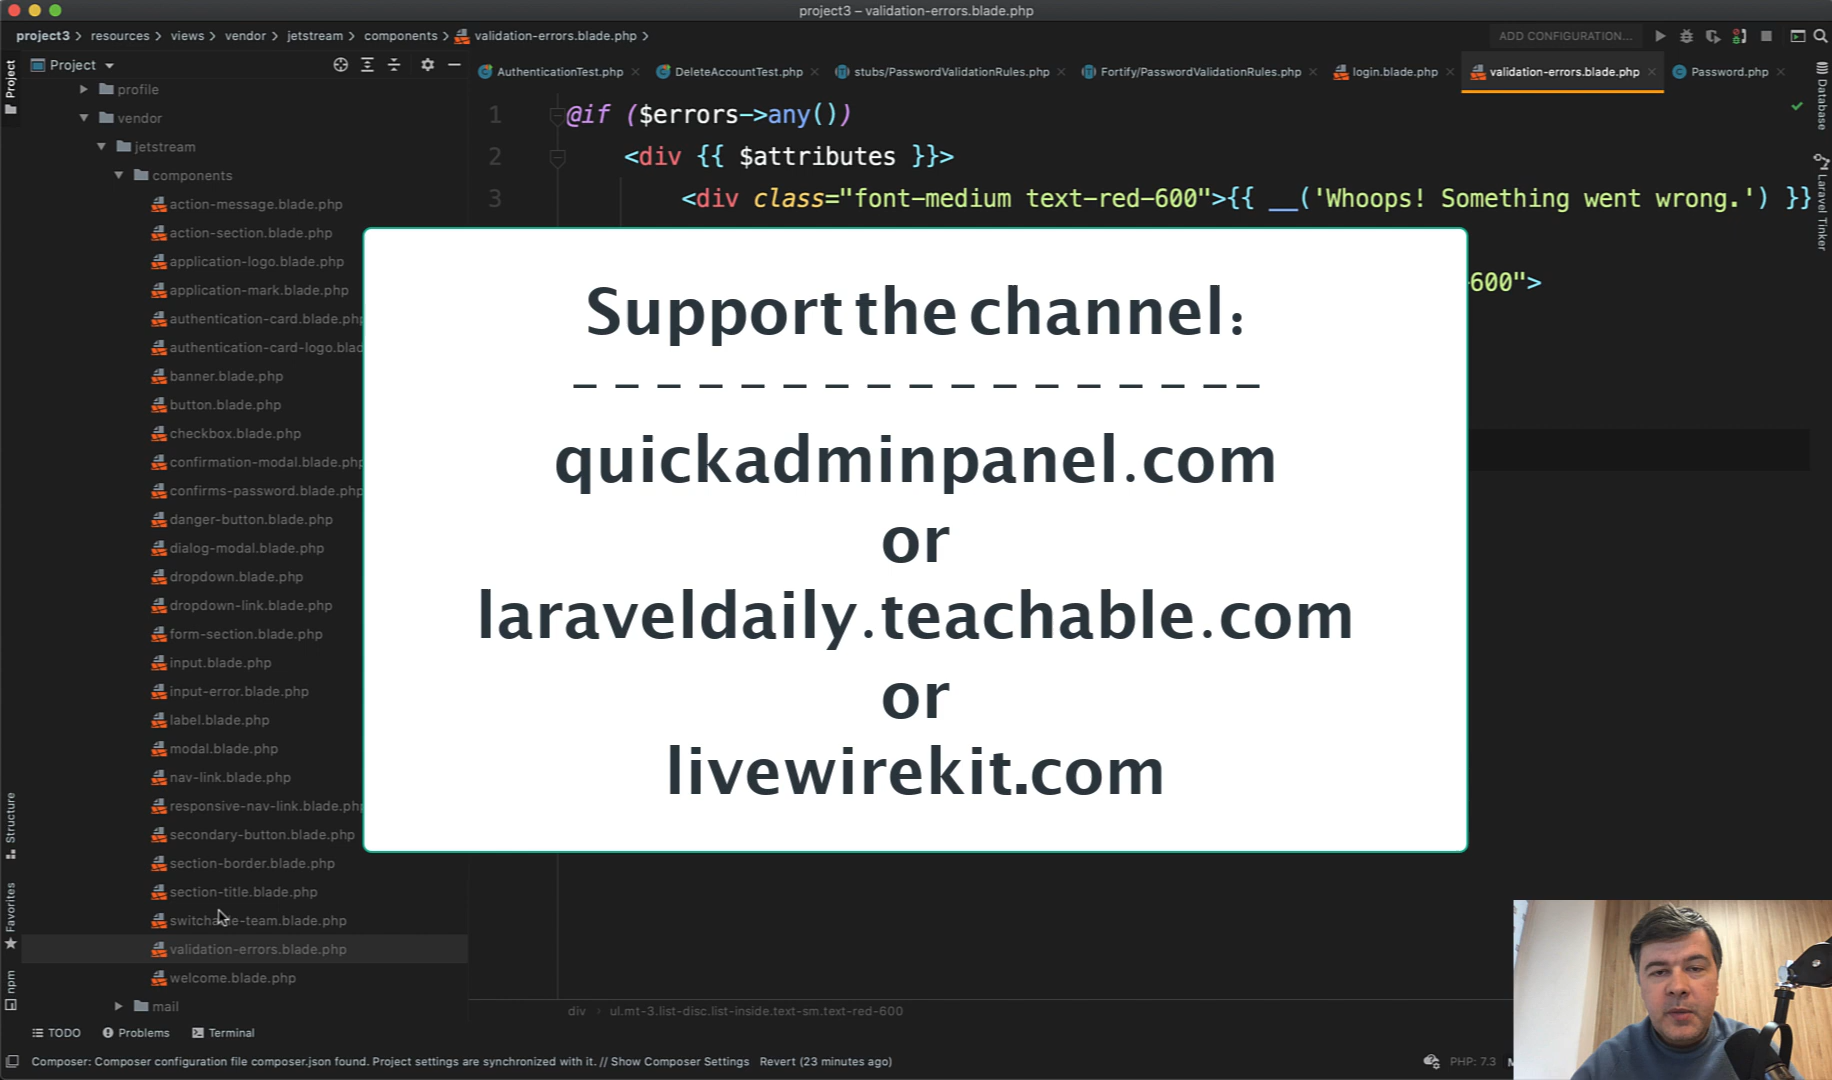 project3 – validation-errors.blade.php
project3 resources views vendor jetstream components validation-errors.blade.php
ADD CONFIGURATION...
Project
AuthenticationTest.php DeleteAccountTest.php stubs/PasswordValidationRules.php Fortify/PasswordValidationRules.php login.blade.php validation-errors.blade.php Password.php
Project
Structure
Favorites
npm
profile
vendor
jetstream
components
action-message.blade.php
action-section.blade.php
application-logo.blade.php
application-mark.blade.php
authentication-card.blade.php
authentication-card-logo.blad
banner.blade.php
button.blade.php
checkbox.blade.php
confirmation-modal.blade.php
confirms-password.blade.php
danger-button.blade.php
dialog-modal.blade.php
dropdown.blade.php
dropdown-link.blade.php
form-section.blade.php
input.blade.php
input-error.blade.php
label.blade.php
modal.blade.php
nav-link.blade.php
responsive-nav-link.blade.php
secondary-button.blade.php
section-border.blade.php
section-title.blade.php
switchable-team.blade.php
validation-errors.blade.php
welcome.blade.php
mail
1 @if ($errors->any())
2 <div {{ $attributes }}>
3 <div class="font-medium text-red-600">{{ __('Whoops! Something went wrong.') }}
-600">
Support the channel:
------------------
quickadminpanel.com
or
laraveldaily.teachable.com
or
livewirekit.com
Database
Laravel Tinker
div ul.mt-3.list-disc.list-inside.text-sm.text-red-600
TODO Problems Terminal
Composer: Composer configuration file composer.json found. Project settings are synchronized with it. // Show Composer Settings Revert (23 minutes ago)
PHP: 7.3